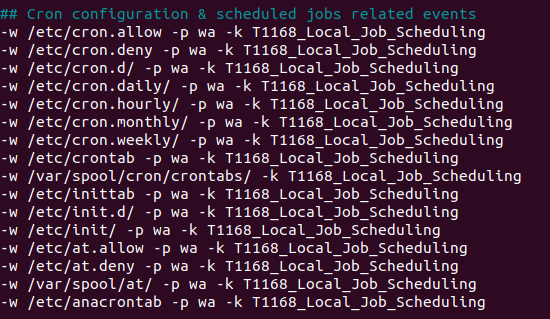 ## Cron configuration & scheduled jobs related events
-w /etc/cron.allow -p wa -k T1168_Local_Job_Scheduling
-w /etc/cron.deny -p wa -k T1168_Local_Job_Scheduling
-w /etc/cron.d/ -p wa -k T1168_Local_Job_Scheduling
-w /etc/cron.daily/ -p wa -k T1168_Local_Job_Scheduling
-w /etc/cron.hourly/ -p wa -k T1168_Local_Job_Scheduling
-w /etc/cron.monthly/ -p wa -k T1168_Local_Job_Scheduling
-w /etc/cron.weekly/ -p wa -k T1168_Local_Job_Scheduling
-w /etc/crontab -p wa -k T1168_Local_Job_Scheduling
-w /var/spool/cron/crontabs/ -k T1168_Local_Job_Scheduling
-w /etc/inittab -p wa -k T1168_Local_Job_Scheduling
-w /etc/init.d/ -p wa -k T1168_Local_Job_Scheduling
-w /etc/init/ -p wa -k T1168_Local_Job_Scheduling
-w /etc/at.allow -p wa -k T1168_Local_Job_Scheduling
-w /etc/at.deny -p wa -k T1168_Local_Job_Scheduling
-w /var/spool/at/ -p wa -k T1168_Local_Job_Scheduling
-w /etc/anacrontab -p wa -k T1168_Local_Job_Scheduling